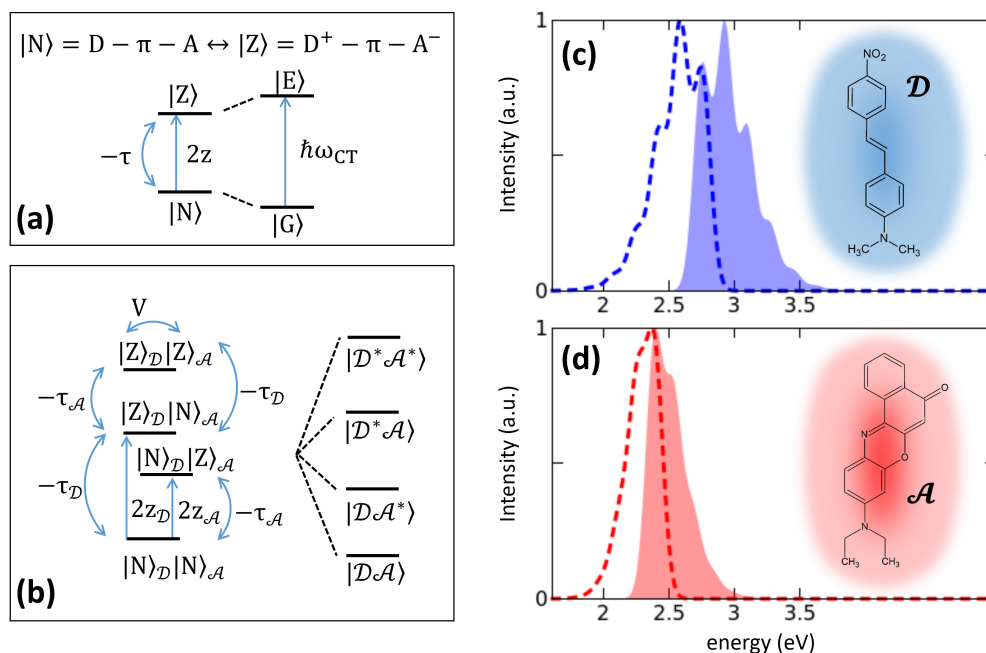 |N⟩ = D − π − A ↔ |Z⟩ = D⁺ − π − A⁻
|Z⟩
|E⟩
−τ
2z
ħω_CT
|N⟩
|G⟩
(a)
V
|Z⟩_𝒟|Z⟩_𝒜
|𝒟*𝒜*⟩
−τ_𝒜
−τ_𝒟
|Z⟩_𝒟|N⟩_𝒜
|𝒟*𝒜⟩
|N⟩_𝒟|Z⟩_𝒜
−τ_𝒟
2z_𝒟
2z_𝒜
−τ_𝒜
|𝒟𝒜*⟩
|N⟩_𝒟|N⟩_𝒜
|𝒟𝒜⟩
(b)
1
(c)
NO₂
𝒟
Intensity (a.u.)
H₃C
N
CH₃
0
2
2.5
3
3.5
1
(d)
O
N
O
𝒜
Intensity (a.u.)
N
CH₃
CH₃
0
2
2.5
3
3.5
energy (eV)